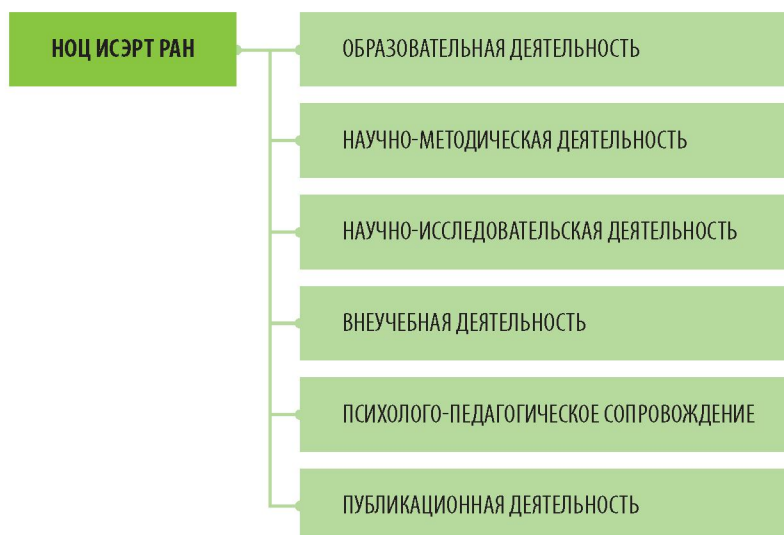 НОЦ ИСЭРТ РАН
ОБРАЗОВАТЕЛЬНАЯ ДЕЯТЕЛЬНОСТЬ
НАУЧНО-МЕТОДИЧЕСКАЯ ДЕЯТЕЛЬНОСТЬ
НАУЧНО-ИССЛЕДОВАТЕЛЬСКАЯ ДЕЯТЕЛЬНОСТЬ
ВНЕУЧЕБНАЯ ДЕЯТЕЛЬНОСТЬ
ПСИХОЛОГО-ПЕДАГОГИЧЕСКОЕ СОПРОВОЖДЕНИЕ
ПУБЛИКАЦИОННАЯ ДЕЯТЕЛЬНОСТЬ